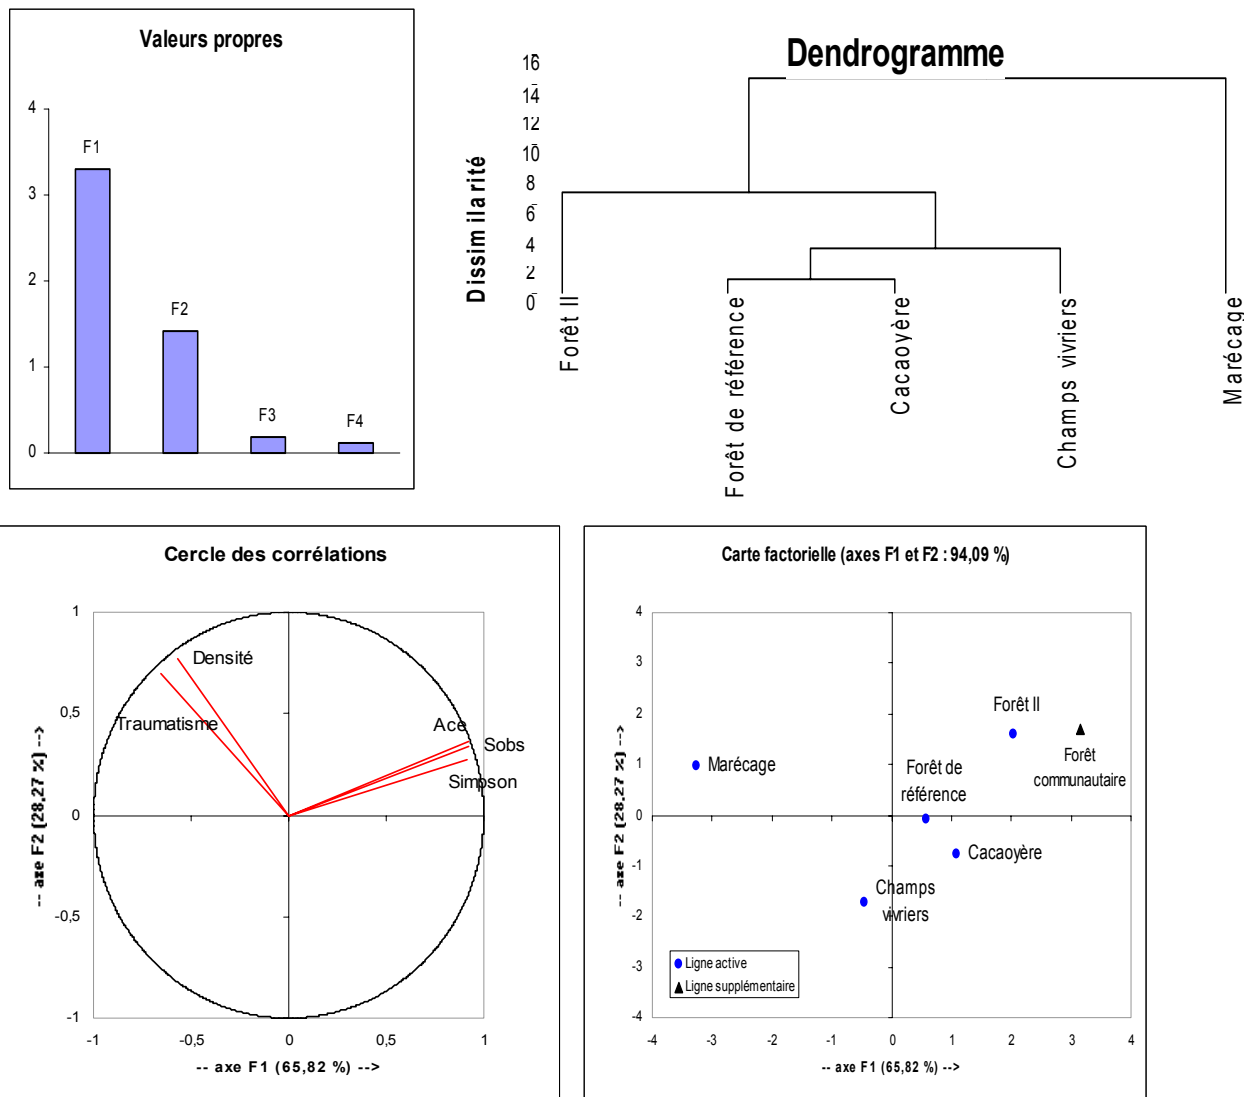 Valeurs propres
4
3
2
1
0
F1
F2
F3
F4
Dendrogramme
Dissimilarité
16
14
12
10
8
6
4
2
0
Forêt II
Forêt de référence
Cacaoyère
Champs vivriers
Marécage
Cercle des corrélations
-- axe F2 (28,27 %) -->
1
0,5
0
-0,5
-1
Densité
Traumatisme
Ace
Sobs
Simpson
-1
-0,5
0
0,5
1
-- axe F1 (65,82 %) -->
Carte factorielle (axes F1 et F2 : 94,09 %)
-- axe F2 (28,27 %) -->
4
3
2
1
0
-1
-2
-3
-4
Forêt II
Forêt
communautaire
Marécage
Forêt de
référence
Cacaoyère
Champs
vivriers
Ligne active
Ligne supplémentaire
-4
-3
-2
-1
0
1
2
3
4
-- axe F1 (65,82 %) -->